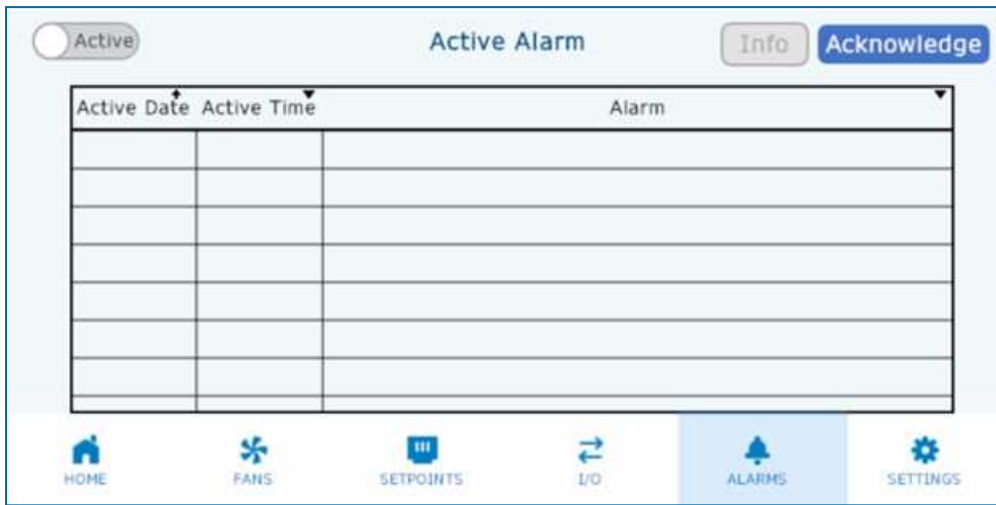 Active Active Alarm Info Acknowledge
Active Date Active Time Alarm
HOME FANS SETPOINTS I/O ALARMS SETTINGS